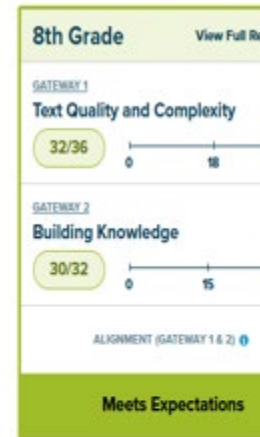 8th Grade View Full Re
GATEWAY 1
Text Quality and Complexity
32/36
0 18
GATEWAY 2
Building Knowledge
30/32
0 15
ALIGNMENT (GATEWAY 1 & 2) i
Meets Expectations